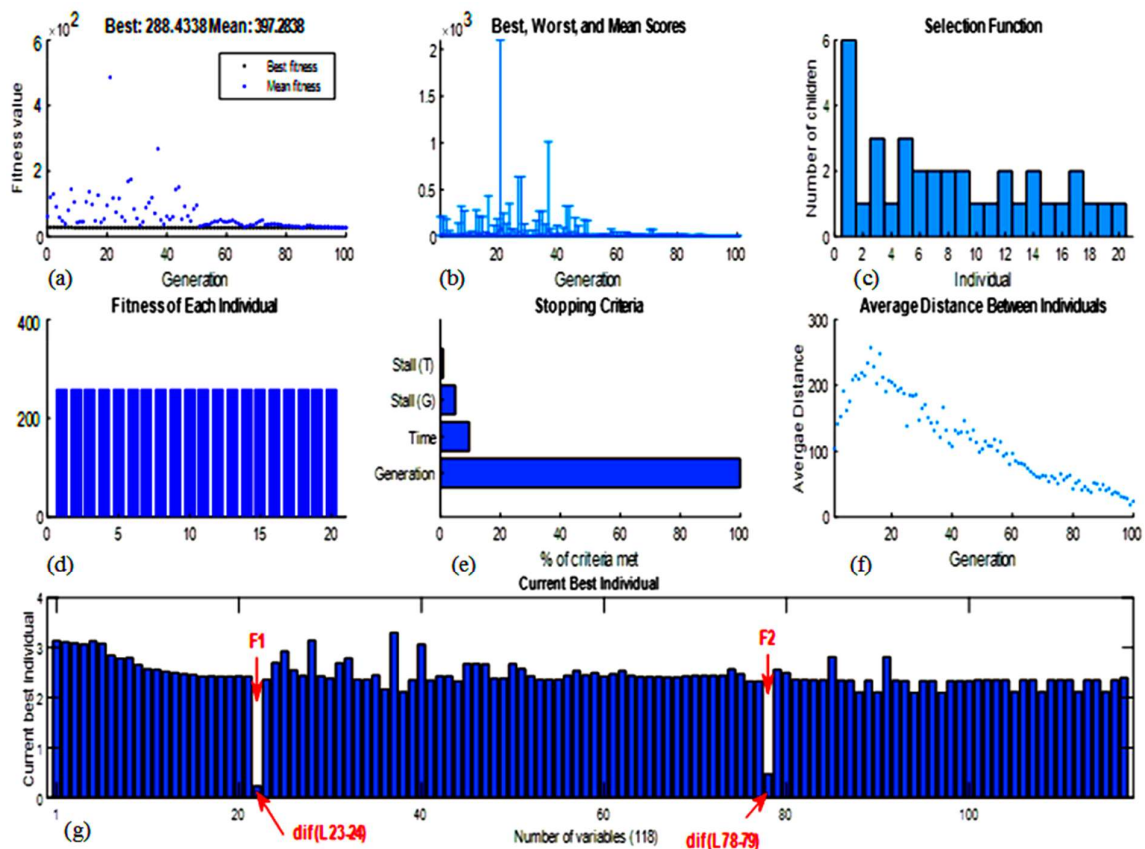 Best: 288.4338 Mean: 397.2838
×10^2
6
4
2
0
Fitness value
Best fitness
Mean fitness
0 20 40 60 80 100
Generation
(a)
Best, Worst, and Mean Scores
×10^3
2
1.5
1
0.5
0
20 40 60 80 100
Generation
(b)
Selection Function
6
4
2
0
Number of children
2 4 6 8 10 12 14 16 18 20
Individual
(c)
Fitness of Each Individual
400
200
0
0 5 10 15 20
(d)
Stopping Criteria
Stall (T)
Stall (G)
Time
Generation
0 20 40 60 80 100
% of criteria met
(e)
Average Distance Between Individuals
300
200
100
0
Avergae Distance
20 40 60 80 100
Generation
(f)
Current Best Individual
4
3
2
1
0
Current best individual
F1
F2
1 20 40 60 80 100
dif(L23-24)
Number of variables (118)
dif(L78-79)
(g)